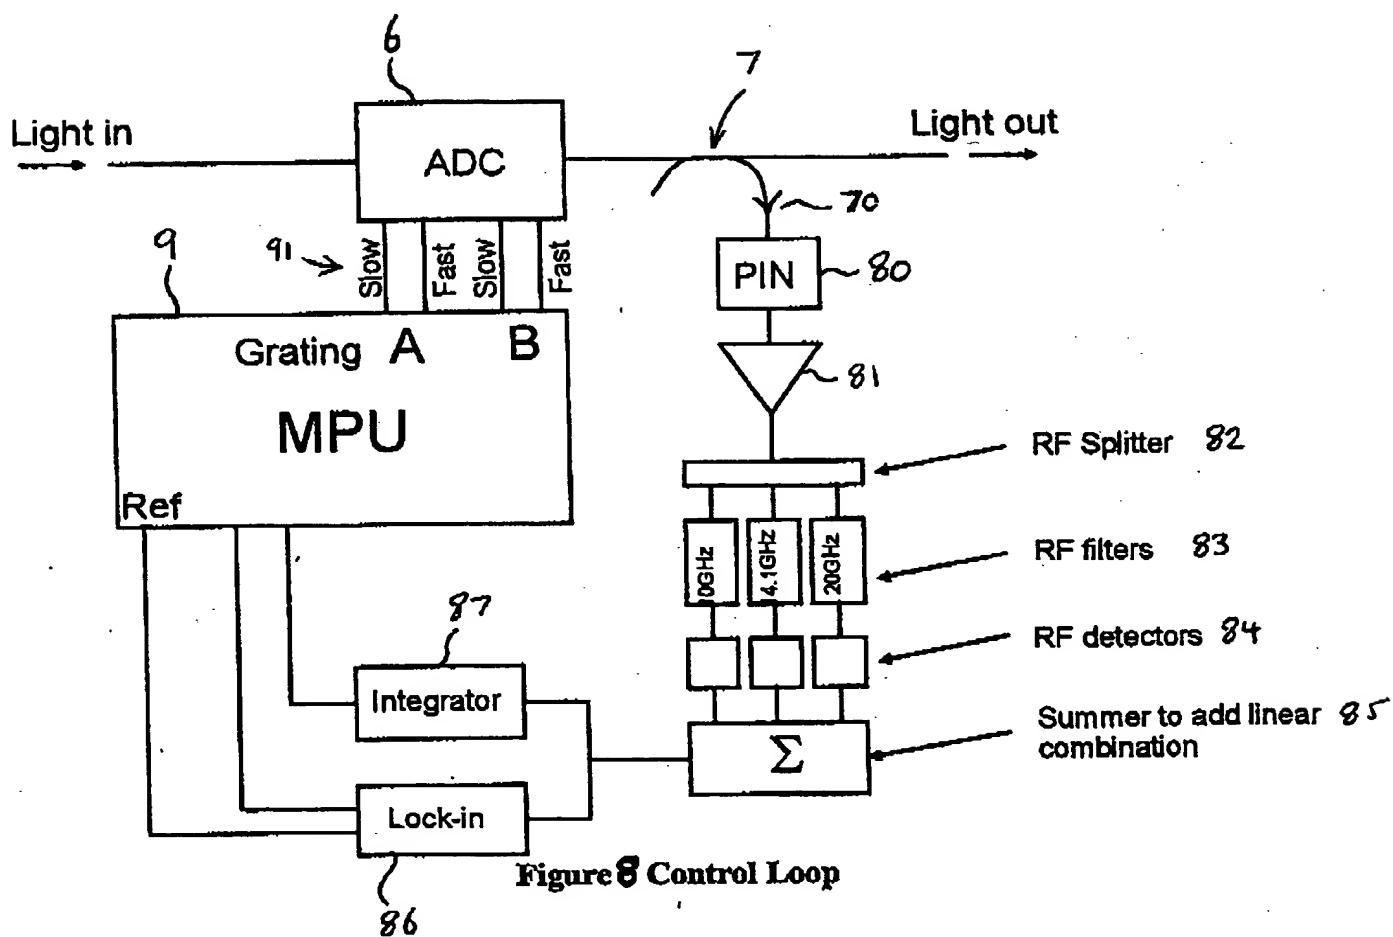 6
7
Light in
Light out
ADC
70
9
91
Slow
Fast
Slow
Fast
PIN
80
Grating A B
81
MPU
RF Splitter 82
Ref
0GHz
4.1GHz
20GHz
RF filters 83
87
RF detectors 84
Integrator
Summer to add linear 85
combination
Σ
Lock-in
Figure 8 Control Loop
86